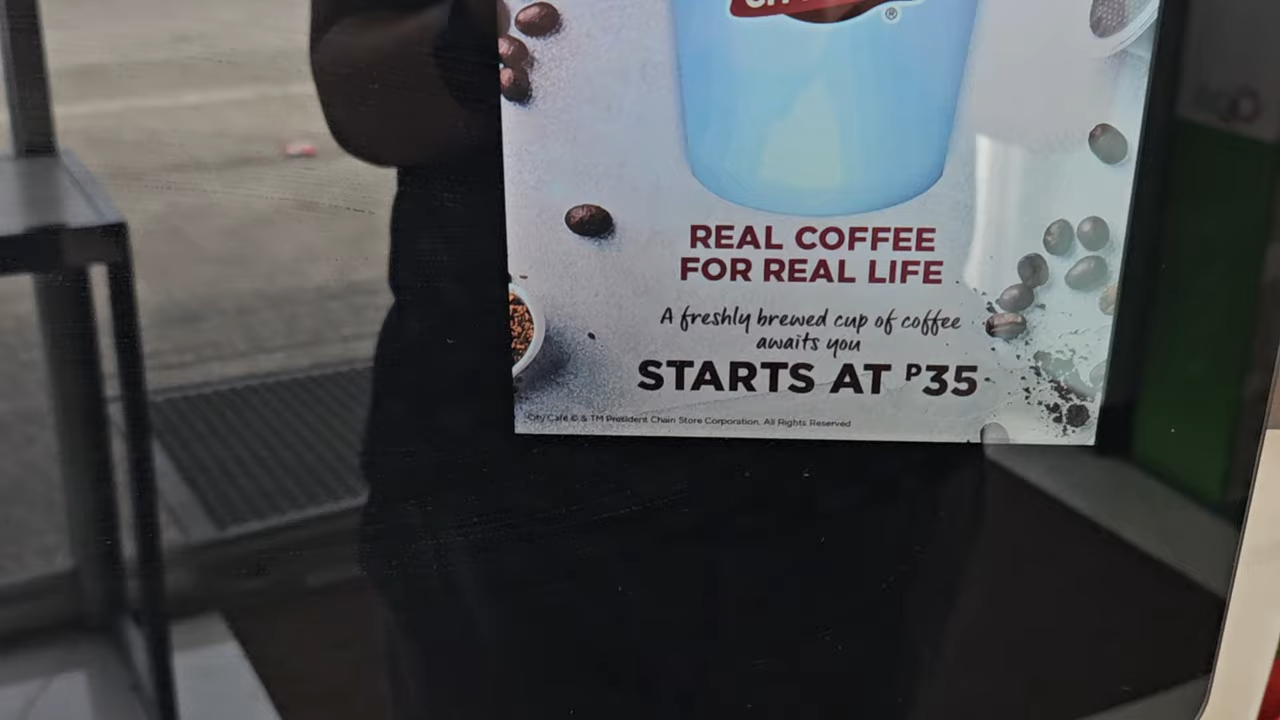 ®
REAL COFFEE
FOR REAL LIFE
A freshly brewed cup of coffee
awaits you
STARTS AT ₱35
City Café © & TM President Chain Store Corporation. All Rights Reserved